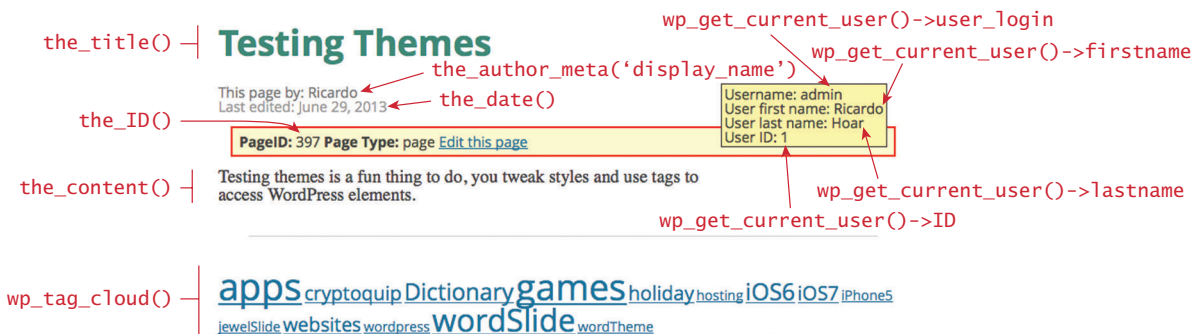 wp_get_current_user()->user_login
the_title()
Testing Themes
wp_get_current_user()->firstname
the_author_meta(‘display_name’)
This page by: Ricardo
Last edited: June 29, 2013
the_date()
Username: admin
User first name: Ricardo
User last name: Hoar
User ID: 1
the_ID()
PageID: 397 Page Type: page Edit this page
the_content()
Testing themes is a fun thing to do, you tweak styles and use tags to
access WordPress elements.
wp_get_current_user()->lastname
wp_get_current_user()->ID
wp_tag_cloud()
apps cryptoquip Dictionary games holiday hosting iOS6 iOS7 iPhone5
jewelSlide websites wordpress wordSlide wordTheme